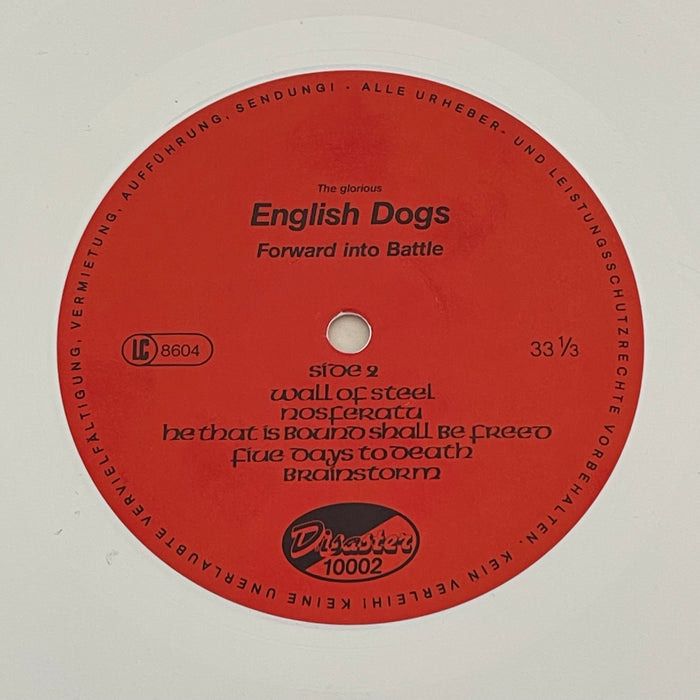 ALLE URHEBER- UND LEISTUNGSSCHUTZRECHTE VORBEHALTEN. KEIN VERLEIH! KEINE UNERLAUBTE VERVIELFÄLTIGUNG, VERMIETUNG, AUFFÜHRUNG, SENDUNG! ·
The glorious
English Dogs
Forward into Battle
LC 8604
33 1/3
side 2
wall of steel
nosferatu
he that is Bound shall Be freed
five days to death
Brainstorm
Disaster
10002